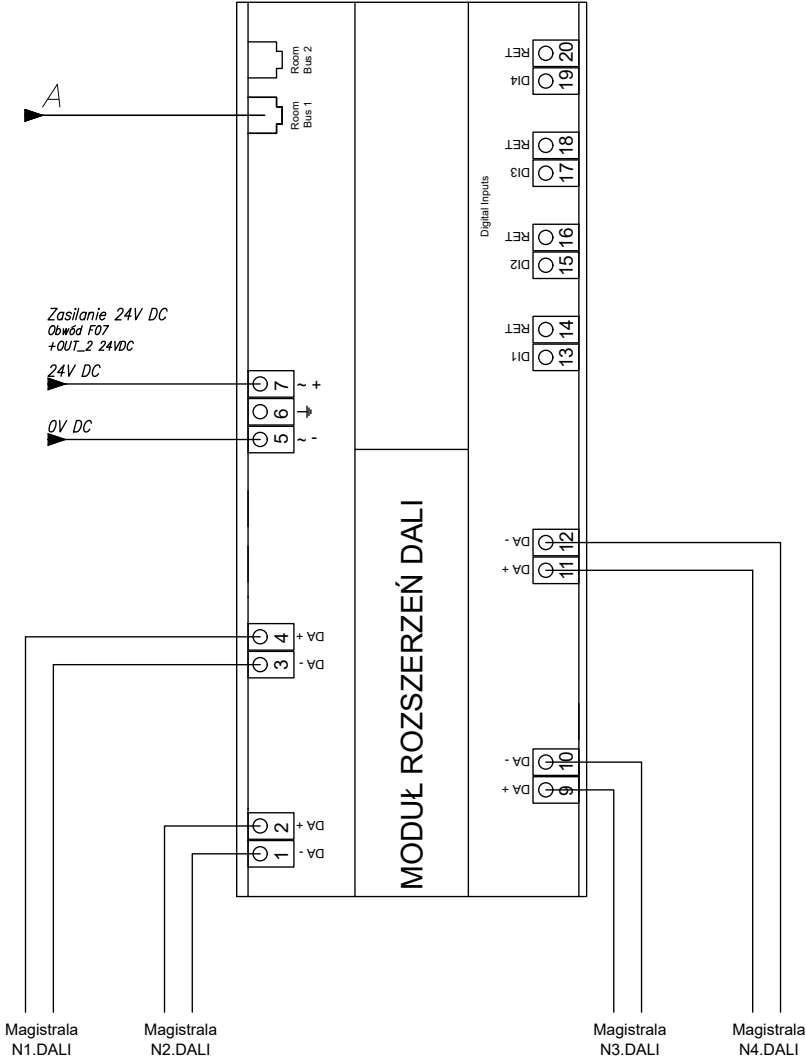 A
Room
Bus 2
Room
Bus 1
Zasilanie 24V DC
Obwód F07
+OUT_2 24VDC
24V DC
0V DC
7 ~ +
6
5 ~ -
4 DA +
3 DA -
2 DA +
1 DA -
MODUŁ ROZSZERZEŃ DALI
Digital Inputs
RET 20
DI4 19
RET 18
DI3 17
RET 16
DI2 15
RET 14
DI1 13
DA - 12
DA + 11
DA - 10
DA + 9
Magistrala
N1.DALI
Magistrala
N2.DALI
Magistrala
N3.DALI
Magistrala
N4.DALI